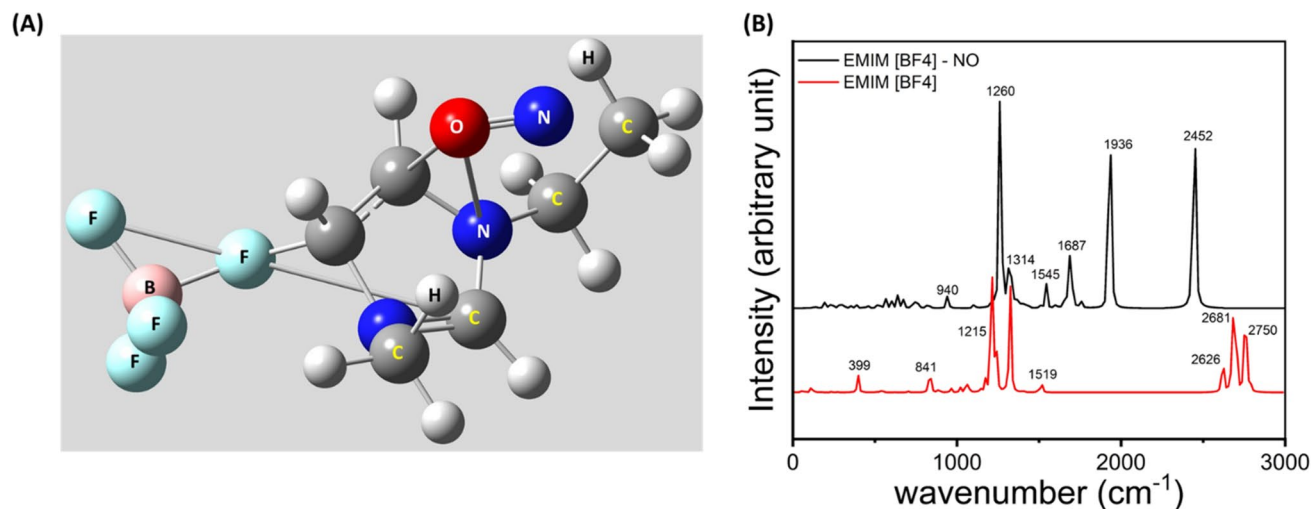 (A)
H
O
N
C
C
N
F
F
B
F
F
H
C
C
(B)
EMIM [BF4] - NO
EMIM [BF4]
1260
1936
2452
1687
1314
1545
940
2681
2750
1215
2626
399
841
1519
Intensity (arbitrary unit)
0
1000
2000
3000
wavenumber (cm⁻¹)